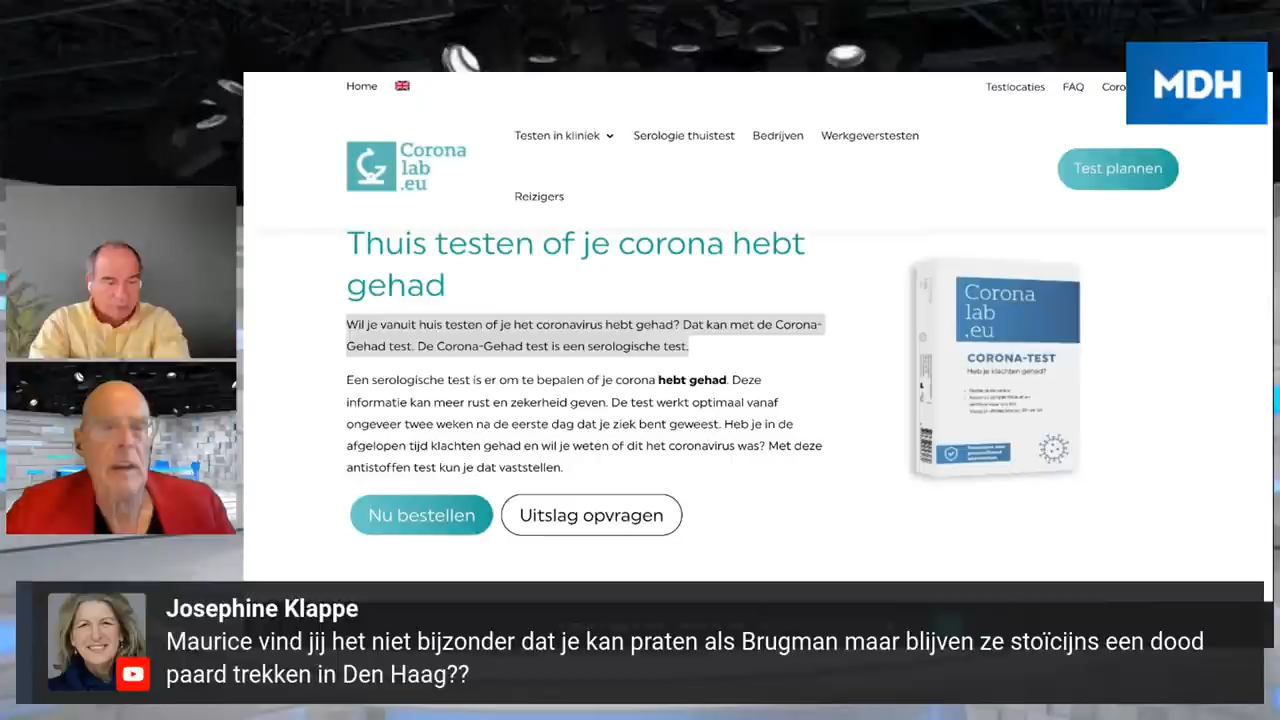 Home
Testlocaties FAQ Coro
MDH
Testen in kliniek Serologie thuistest Bedrijven Werkgeverstesten
Corona
lab
.eu
Test plannen
Reizigers
Thuis testen of je corona hebt
gehad
Wil je vanuit huis testen of je het coronavirus hebt gehad? Dat kan met de Corona-
Gehad test. De Corona-Gehad test is een serologische test.
Een serologische test is er om te bepalen of je corona hebt gehad. Deze
informatie kan meer rust en zekerheid geven. De test werkt optimaal vanaf
ongeveer twee weken na de eerste dag dat je ziek bent geweest. Heb je in de
afgelopen tijd klachten gehad en wil je weten of dit het coronavirus was? Met deze
antistoffen test kun je dat vaststellen.
Nu bestellen Uitslag opvragen
Corona
lab
.eu
CORONA-TEST
Heb je klachten gehad?
Josephine Klappe
Maurice vind jij het niet bijzonder dat je kan praten als Brugman maar blijven ze stoïcijns een dood
paard trekken in Den Haag??